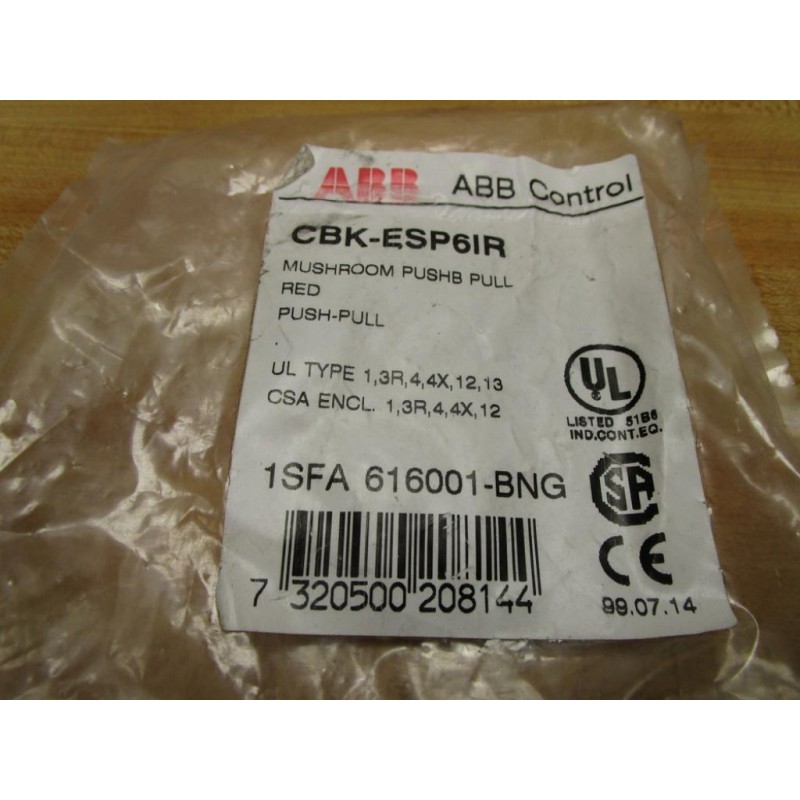 ABB ABB Control
CBK-ESP6IR
MUSHROOM PUSHB PULL
RED
PUSH-PULL
UL TYPE 1,3R,4,4X,12,13
CSA ENCL. 1,3R,4,4X,12
UL
LISTED 51B6
IND.CONT.EQ.
1SFA 616001-BNG
CSA
CE
7 320500 208144
99.07.14